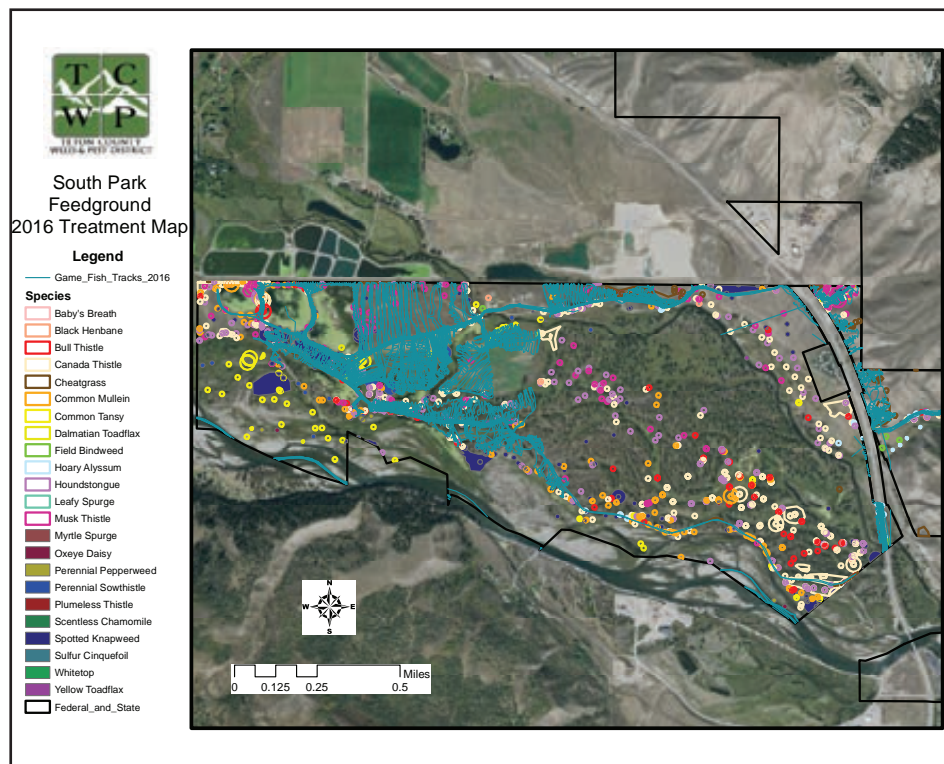 T C
W P
TETON COUNTY
WEED & PEST DISTRICT
South Park
Feedground
2016 Treatment Map
Legend
Game_Fish_Tracks_2016
Species
Baby's Breath
Black Henbane
Bull Thistle
Canada Thistle
Cheatgrass
Common Mullein
Common Tansy
Dalmatian Toadflax
Field Bindweed
Hoary Alyssum
Houndstongue
Leafy Spurge
Musk Thistle
Myrtle Spurge
Oxeye Daisy
Perennial Pepperweed
Perennial Sowthistle
Plumeless Thistle
Scentless Chamomile
Spotted Knapweed
Sulfur Cinquefoil
Whitetop
Yellow Toadflax
Federal_and_State
N
W E
S
Miles
0 0.125 0.25 0.5